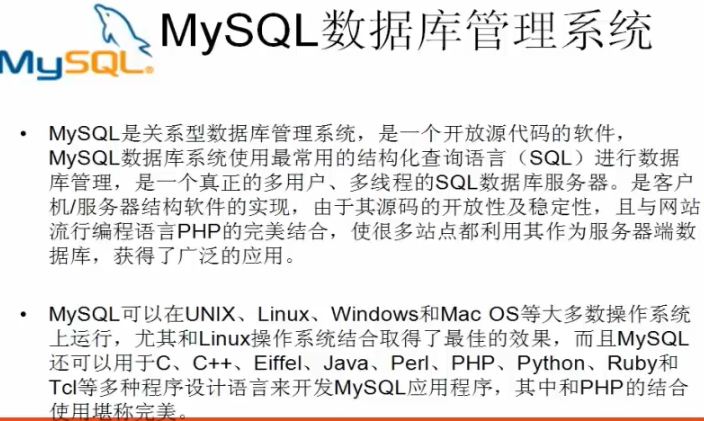 MySQL数据库管理系统
MySQL.
• MySQL是关系型数据库管理系统，是一个开放源代码的软件，
MySQL数据库系统使用最常用的结构化查询语言（SQL）进行数据
库管理，是一个真正的多用户、多线程的SQL数据库服务器。是客户
机/服务器结构软件的实现，由于其源码的开放性及稳定性，且与网站
流行编程语言PHP的完美结合，使很多站点都利用其作为服务器端数
据库，获得了广泛的应用。
• MySQL可以在UNIX、Linux、Windows和Mac OS等大多数操作系统
上运行，尤其和Linux操作系统结合取得了最佳的效果，而且MySQL
还可以用于C、C++、Eiffel、Java、Perl、PHP、Python、Ruby和
Tcl等多种程序设计语言来开发MySQL应用程序，其中和PHP的结合
使用堪称完美。